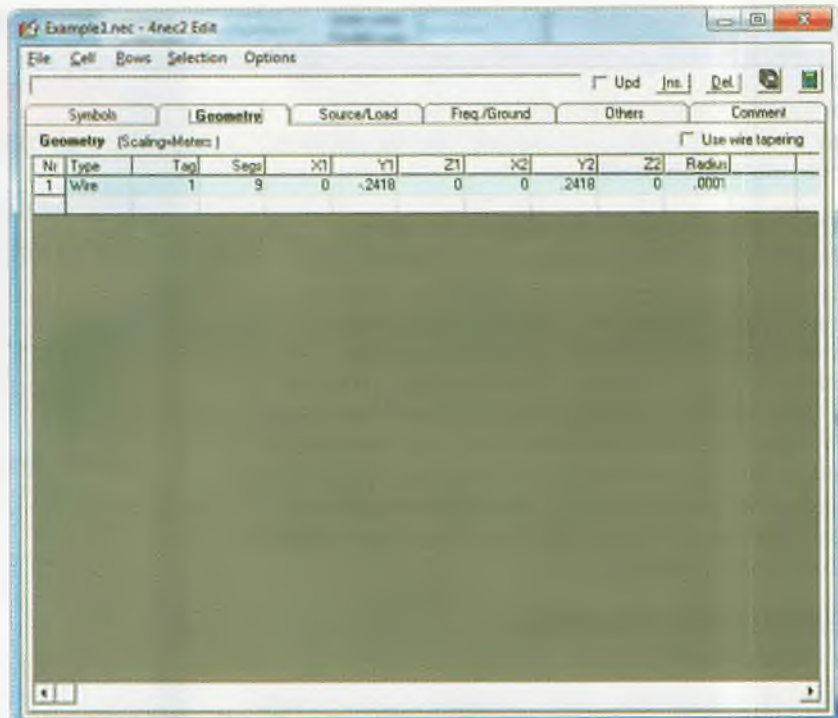 Example1.nec - 4nec2 Edit
File Cell Rows Selection Options
Upd Ins. Del
Symbols Geometry Source/Load Freq./Ground Others Comment
Geometry (Scaling=Meters ) Use wire tapering
Nr Type Tag Segs X1 Y1 Z1 X2 Y2 Z2 Radius
1 Wire 1 9 0 -.2418 0 0 .2418 0 .0001